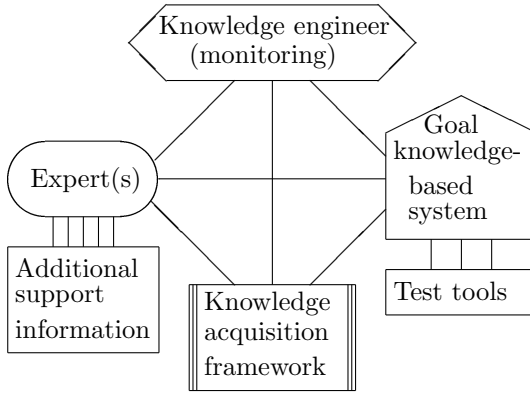 Knowledge engineer
(monitoring)
Expert(s)
Goal
knowledge-
based
system
Additional
support
information
Knowledge
acquisition
framework
Test tools